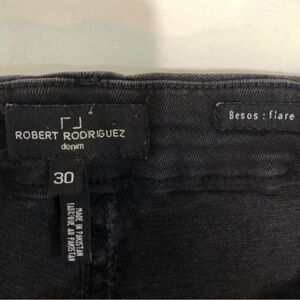 ROBERT RODRIGUEZ
denim
Besos : flare
30
MADE IN PAKISTAN
FABRIQUÉ AU PAKISTAN